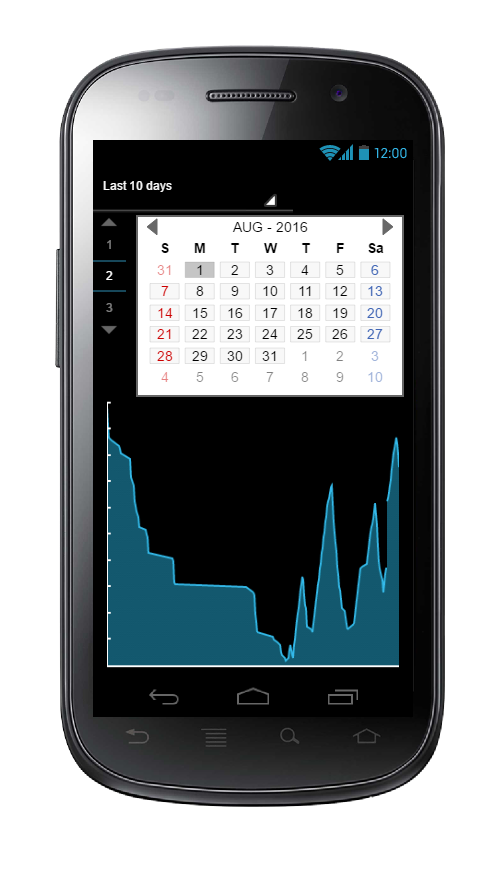 12:00
Last 10 days
AUG - 2016
S M T W T F Sa
31 1 2 3 4 5 6
7 8 9 10 11 12 13
14 15 16 17 18 19 20
21 22 23 24 25 26 27
28 29 30 31 1 2 3
4 5 6 7 8 9 10
1
2
3